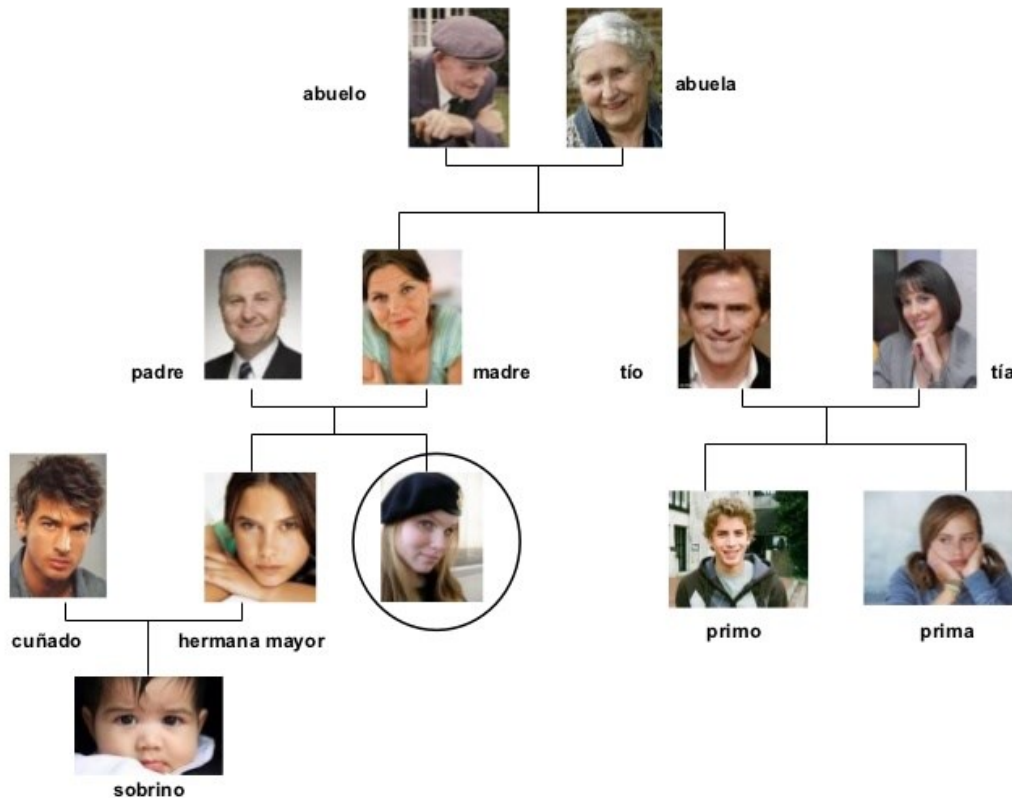 abuelo
abuela
padre
madre
tío
tía
cuñado
hermana mayor
primo
prima
sobrino